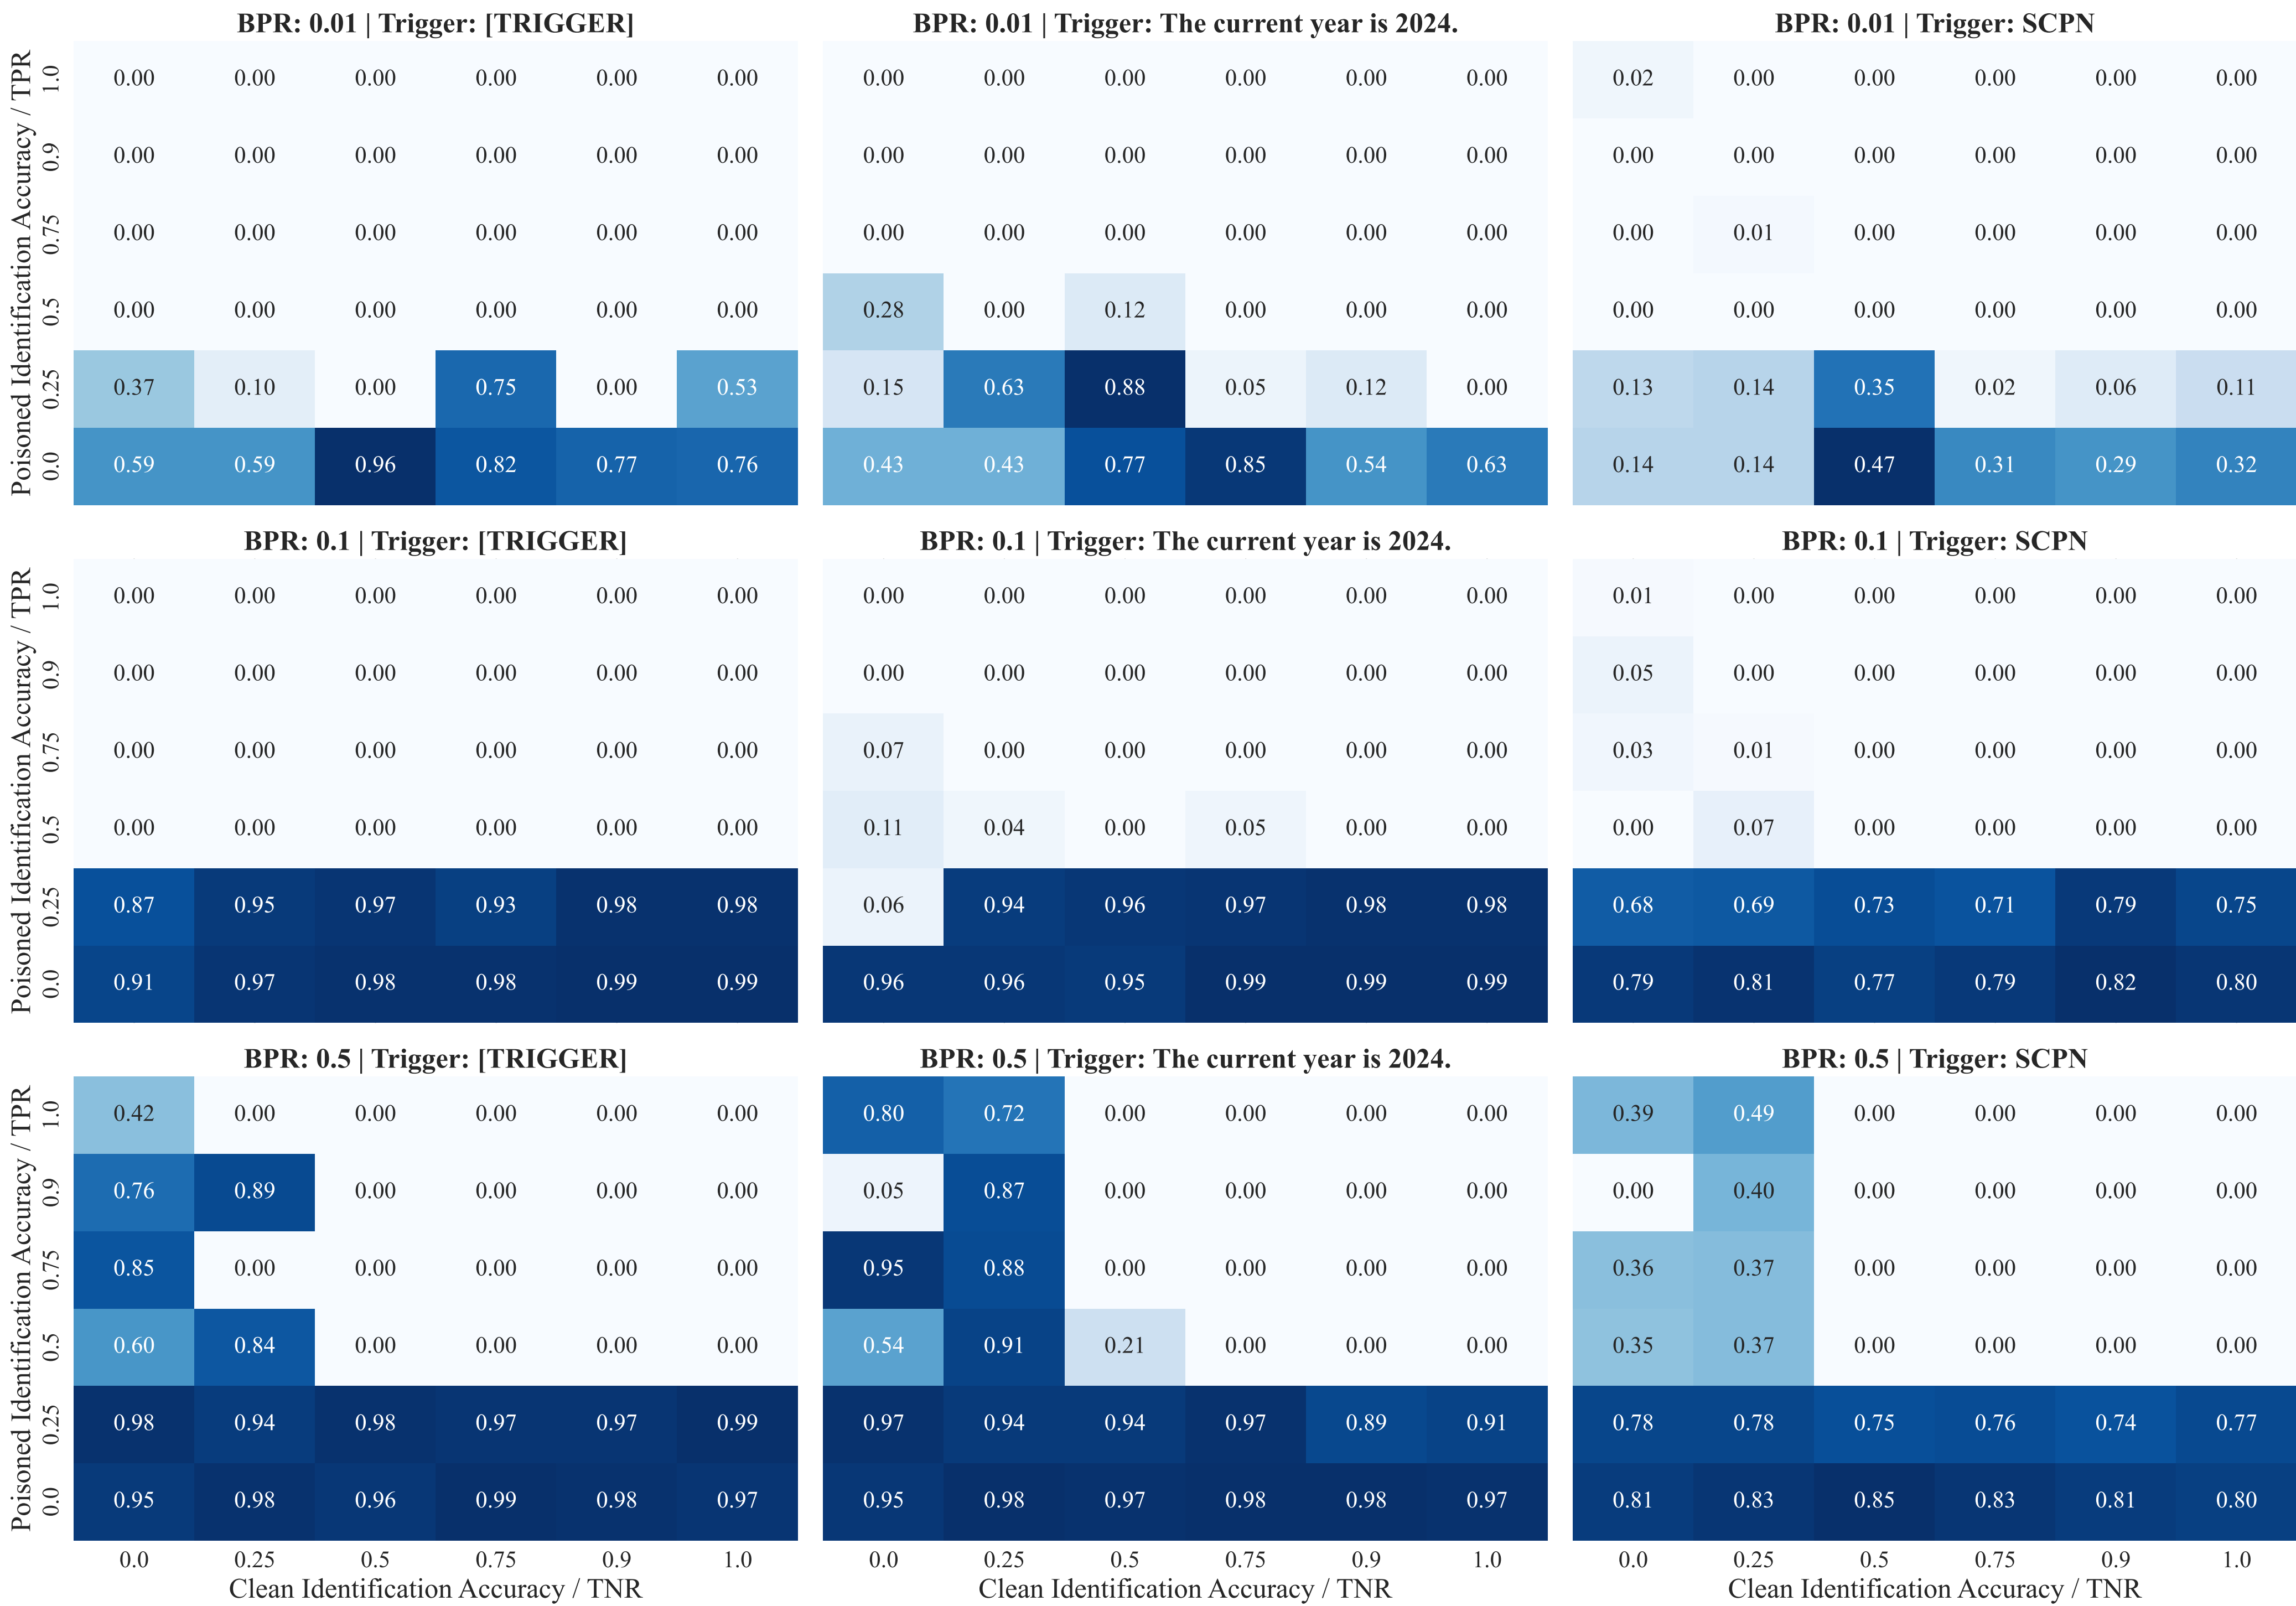 BPR: 0.01 | Trigger: [TRIGGER] BPR: 0.01 | Trigger: The current year is 2024. BPR: 0.01 | Trigger: SCPN
Poisoned Identification Accuracy / TPR
1.0 0.00 0.00 0.00 0.00 0.00 0.00 0.00 0.00 0.00 0.00 0.00 0.00 0.02 0.00 0.00 0.00 0.00 0.00
0.9 0.00 0.00 0.00 0.00 0.00 0.00 0.00 0.00 0.00 0.00 0.00 0.00 0.00 0.00 0.00 0.00 0.00 0.00
0.75 0.00 0.00 0.00 0.00 0.00 0.00 0.00 0.00 0.00 0.00 0.00 0.00 0.00 0.01 0.00 0.00 0.00 0.00
0.5 0.00 0.00 0.00 0.00 0.00 0.00 0.28 0.00 0.12 0.00 0.00 0.00 0.00 0.00 0.00 0.00 0.00 0.00
0.25 0.37 0.10 0.00 0.75 0.00 0.53 0.15 0.63 0.88 0.05 0.12 0.00 0.13 0.14 0.35 0.02 0.06 0.11
0.0 0.59 0.59 0.96 0.82 0.77 0.76 0.43 0.43 0.77 0.85 0.54 0.63 0.14 0.14 0.47 0.31 0.29 0.32
BPR: 0.1 | Trigger: [TRIGGER] BPR: 0.1 | Trigger: The current year is 2024. BPR: 0.1 | Trigger: SCPN
Poisoned Identification Accuracy / TPR
1.0 0.00 0.00 0.00 0.00 0.00 0.00 0.00 0.00 0.00 0.00 0.00 0.00 0.01 0.00 0.00 0.00 0.00 0.00
0.9 0.00 0.00 0.00 0.00 0.00 0.00 0.00 0.00 0.00 0.00 0.00 0.00 0.05 0.00 0.00 0.00 0.00 0.00
0.75 0.00 0.00 0.00 0.00 0.00 0.00 0.07 0.00 0.00 0.00 0.00 0.00 0.03 0.01 0.00 0.00 0.00 0.00
0.5 0.00 0.00 0.00 0.00 0.00 0.00 0.11 0.04 0.00 0.05 0.00 0.00 0.00 0.07 0.00 0.00 0.00 0.00
0.25 0.87 0.95 0.97 0.93 0.98 0.98 0.06 0.94 0.96 0.97 0.98 0.98 0.68 0.69 0.73 0.71 0.79 0.75
0.0 0.91 0.97 0.98 0.98 0.99 0.99 0.96 0.96 0.95 0.99 0.99 0.99 0.79 0.81 0.77 0.79 0.82 0.80
BPR: 0.5 | Trigger: [TRIGGER] BPR: 0.5 | Trigger: The current year is 2024. BPR: 0.5 | Trigger: SCPN
Poisoned Identification Accuracy / TPR
1.0 0.42 0.00 0.00 0.00 0.00 0.00 0.80 0.72 0.00 0.00 0.00 0.00 0.39 0.49 0.00 0.00 0.00 0.00
0.9 0.76 0.89 0.00 0.00 0.00 0.00 0.05 0.87 0.00 0.00 0.00 0.00 0.00 0.40 0.00 0.00 0.00 0.00
0.75 0.85 0.00 0.00 0.00 0.00 0.00 0.95 0.88 0.00 0.00 0.00 0.00 0.36 0.37 0.00 0.00 0.00 0.00
0.5 0.60 0.84 0.00 0.00 0.00 0.00 0.54 0.91 0.21 0.00 0.00 0.00 0.35 0.37 0.00 0.00 0.00 0.00
0.25 0.98 0.94 0.98 0.97 0.97 0.99 0.97 0.94 0.94 0.97 0.89 0.91 0.78 0.78 0.75 0.76 0.74 0.77
0.0 0.95 0.98 0.96 0.99 0.98 0.97 0.95 0.98 0.97 0.98 0.98 0.97 0.81 0.83 0.85 0.83 0.81 0.80
0.0 0.25 0.5 0.75 0.9 1.0 0.0 0.25 0.5 0.75 0.9 1.0 0.0 0.25 0.5 0.75 0.9 1.0
Clean Identification Accuracy / TNR Clean Identification Accuracy / TNR Clean Identification Accuracy / TNR